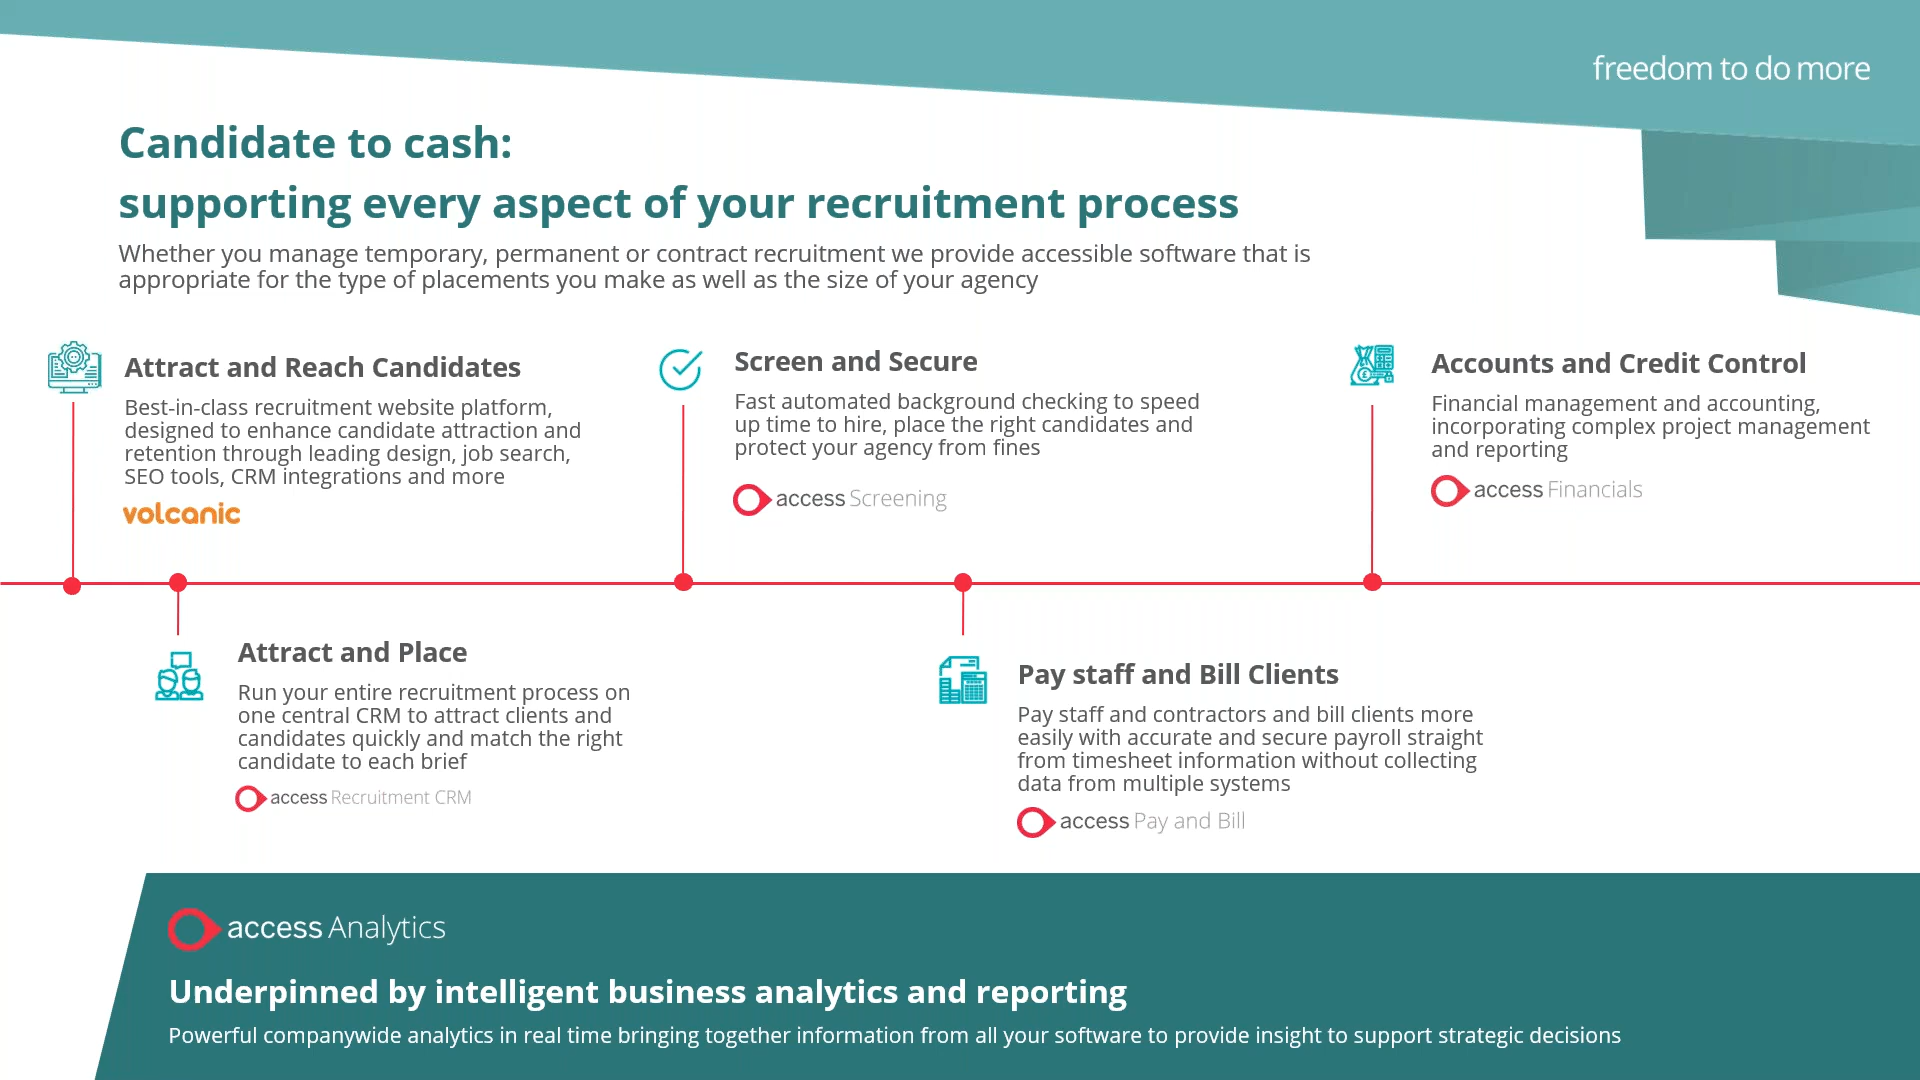 freedom to do more
Candidate to cash:
supporting every aspect of your recruitment process
Whether you manage temporary, permanent or contract recruitment we provide accessible software that is
appropriate for the type of placements you make as well as the size of your agency
Attract and Reach Candidates
Best-in-class recruitment website platform,
designed to enhance candidate attraction and
retention through leading design, job search,
SEO tools, CRM integrations and more
volcanic
Screen and Secure
Fast automated background checking to speed
up time to hire, place the right candidates and
protect your agency from fines
access Screening
Accounts and Credit Control
Financial management and accounting,
incorporating complex project management
and reporting
access Financials
Attract and Place
Run your entire recruitment process on
one central CRM to attract clients and
candidates quickly and match the right
candidate to each brief
access Recruitment CRM
Pay staff and Bill Clients
Pay staff and contractors and bill clients more
easily with accurate and secure payroll straight
from timesheet information without collecting
data from multiple systems
access Pay and Bill
access Analytics
Underpinned by intelligent business analytics and reporting
Powerful companywide analytics in real time bringing together information from all your software to provide insight to support strategic decisions